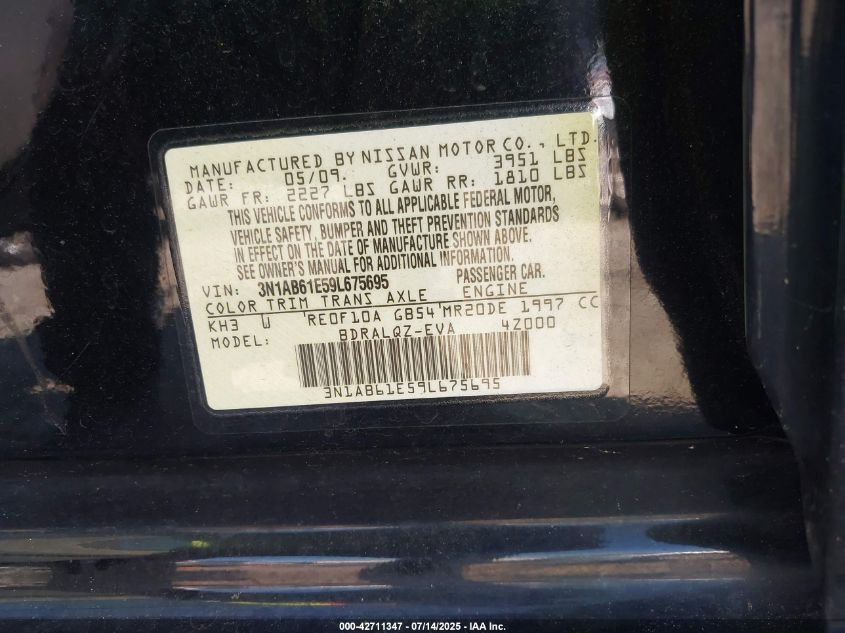 MANUFACTURED BY NISSAN MOTOR CO., LTD.
DATE: 05/09. GVWR: 3951 LBS
GAWR FR: 2227 LBS GAWR RR: 1810 LBS
THIS VEHICLE CONFORMS TO ALL APPLICABLE FEDERAL MOTOR
VEHICLE SAFETY, BUMPER AND THEFT PREVENTION STANDARDS
IN EFFECT ON THE DATE OF MANUFACTURE SHOWN ABOVE.
SEE OWNER'S MANUAL FOR ADDITIONAL INFORMATION.
VIN: 3N1AB61E59L675695 PASSENGER CAR.
COLOR TRIM TRANS AXLE ENGINE
KH3 W 'RE0F10A GB54'MR20DE 1997 CC
MODEL: BDRALQZ-EVA 4Z000
3N1AB61E59L675695
000-42711347 - 07/14/2025 - IAA Inc.